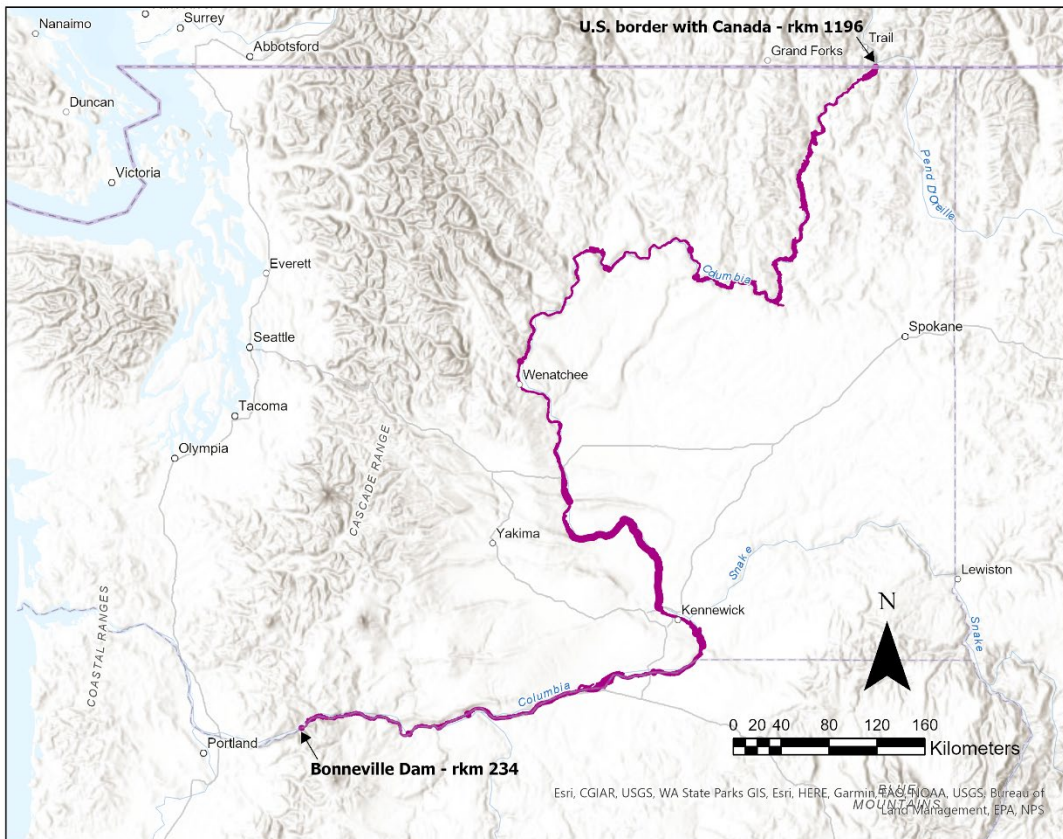 Nanaimo
Surrey
Abbotsford
U.S. border with Canada - rkm 1196
Trail
Grand Forks
Duncan
Victoria
Pend D'Oreille
Everett
Columbia
Seattle
Spokane
Wenatchee
Tacoma
Olympia
CASCADE RANGE
Yakima
Snake
Lewiston
COASTAL RANGES
Kennewick
N
Snake
Columbia
Portland
0 20 40 80 120 160
Kilometers
Bonneville Dam - rkm 234
BLUE
MOUNTAINS
Esri, CGIAR, USGS, WA State Parks GIS, Esri, HERE, Garmin, FAO, NOAA, USGS, Bureau of
Land Management, EPA, NPS